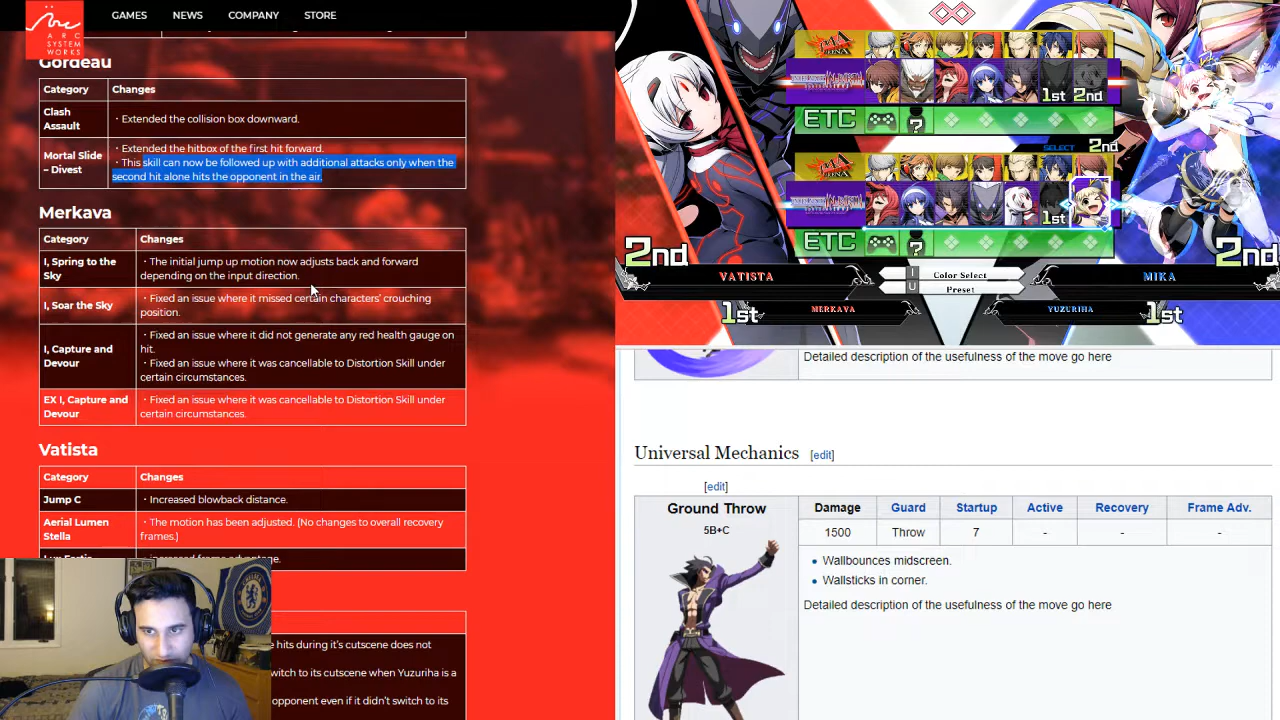 ARC
SYSTEM
WORKS
GAMES
NEWS
COMPANY
STORE
Gordeau
Category
Changes
Clash
Assault
・Extended the collision box downward.
Mortal Slide
– Divest
・Extended the hitbox of the first hit forward.
・This skill can now be followed up with additional attacks only when the
second hit alone hits the opponent in the air.
Merkava
Category
Changes
I, Spring to the
Sky
・The initial jump up motion now adjusts back and forward
depending on the input direction.
I, Soar the Sky
・Fixed an issue where it missed certain characters' crouching
position.
I, Capture and
Devour
・Fixed an issue where it did not generate any red health gauge on
hit.
・Fixed an issue where it was cancellable to Distortion Skill under
certain circumstances.
EX I, Capture and
Devour
・Fixed an issue where it was cancellable to Distortion Skill under
certain circumstances.
Vatista
Category
Changes
Jump C
・Increased blowback distance.
Aerial Lumen
Stella
・The motion has been adjusted. (No changes to overall recovery
frames.)
hits during it's cutscene does not
witch to its cutscene when Yuzuriha is a
opponent even if it didn't switch to its
1st 2nd
ETC
?
SELECT 2nd
1st
ETC
?
2nd
2nd
VATISTA
I Color Select
U Preset
MIKA
1st
MERKAVA
YUZURIHA
1st
Detailed description of the usefulness of the move go here
Universal Mechanics [edit]
[edit]
Ground Throw
5B+C
Damage
Guard
Startup
Active
Recovery
Frame Adv.
1500
Throw
7
-
-
-
• Wallbounces midscreen.
• Wallsticks in corner.
Detailed description of the usefulness of the move go here